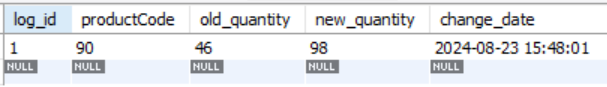 log_id productCode old_quantity new_quantity change_date
1 90 46 98 2024-08-23 15:48:01
NULL NULL NULL NULL NULL